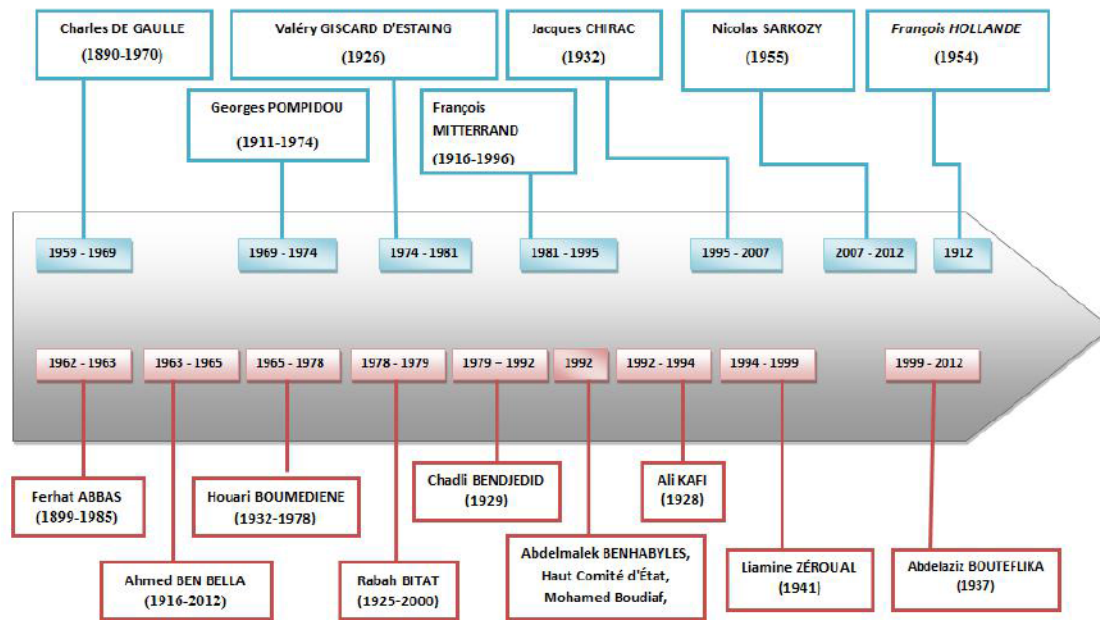 Charles DE GAULLE
(1890-1970)
Valéry GISCARD D'ESTAING
(1926)
Jacques CHIRAC
(1932)
Nicolas SARKOZY
(1955)
François HOLLANDE
(1954)
Georges POMPIDOU
(1911-1974)
François
MITTERRAND
(1916-1996)
1959 - 1969
1969 - 1974
1974 - 1981
1981 - 1995
1995 - 2007
2007 - 2012
1912
1962 - 1963
1963 - 1965
1965 - 1978
1978 - 1979
1979 – 1992
1992
1992 - 1994
1994 - 1999
1999 - 2012
Ferhat ABBAS
(1899-1985)
Houari BOUMEDIENE
(1932-1978)
Chadli BENDJEDID
(1929)
Ali KAFI
(1928)
Ahmed BEN BELLA
(1916-2012)
Rabah BITAT
(1925-2000)
Abdelmalek BENHABYLES,
Haut Comité d'État,
Mohamed Boudiaf,
Liamine ZÉROUAL
(1941)
Abdelaziz BOUTEFLIKA
(1937)